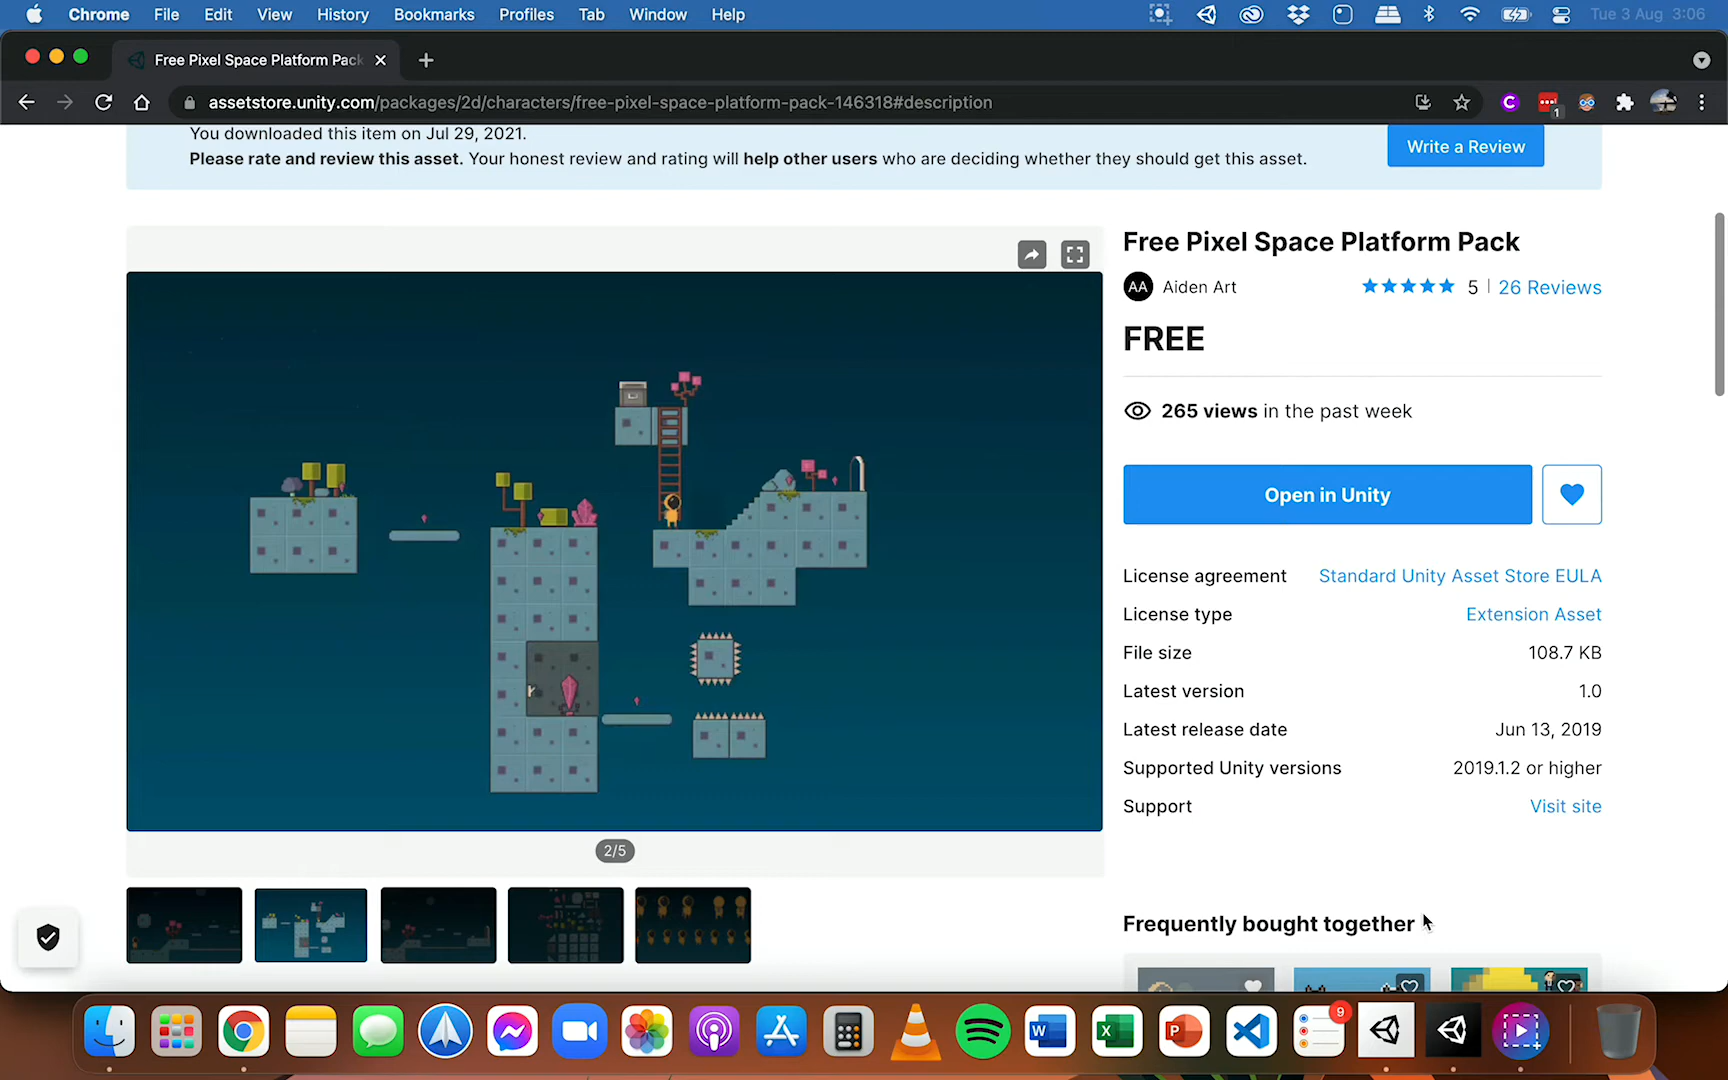 Chrome File Edit View History Bookmarks Profiles Tab Window Help Tue 3 Aug 3:06
Free Pixel Space Platform Pack
assetstore.unity.com/packages/2d/characters/free-pixel-space-platform-pack-146318#description
1
You downloaded this item on Jul 29, 2021.
Please rate and review this asset. Your honest review and rating will help other users who are deciding whether they should get this asset.
Write a Review
Free Pixel Space Platform Pack
AA Aiden Art 5 26 Reviews
FREE
265 views in the past week
Open in Unity
License agreement Standard Unity Asset Store EULA
License type Extension Asset
File size 108.7 KB
Latest version 1.0
Latest release date Jun 13, 2019
Supported Unity versions 2019.1.2 or higher
Support Visit site
2/5
Frequently bought together
W X P 9